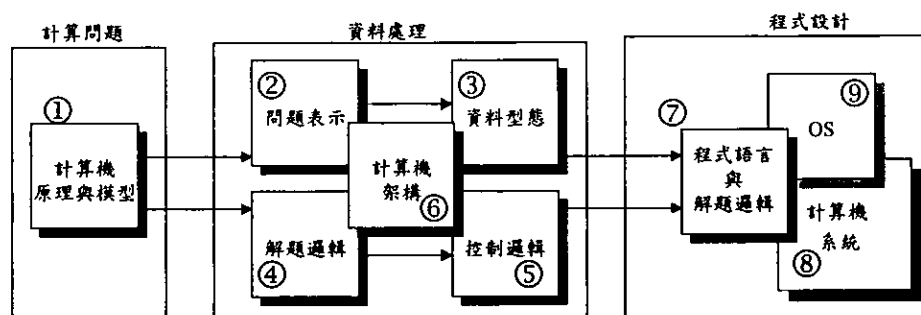 計算問題
資料處理
程式設計
①
計算機
原理與模型
②
問題表示
③
資料型態
計算機
架構
⑥
解題邏輯
④
控制邏輯
⑤
⑦
程式語言
與
解題邏輯
⑨
OS
計算機
系統
⑧